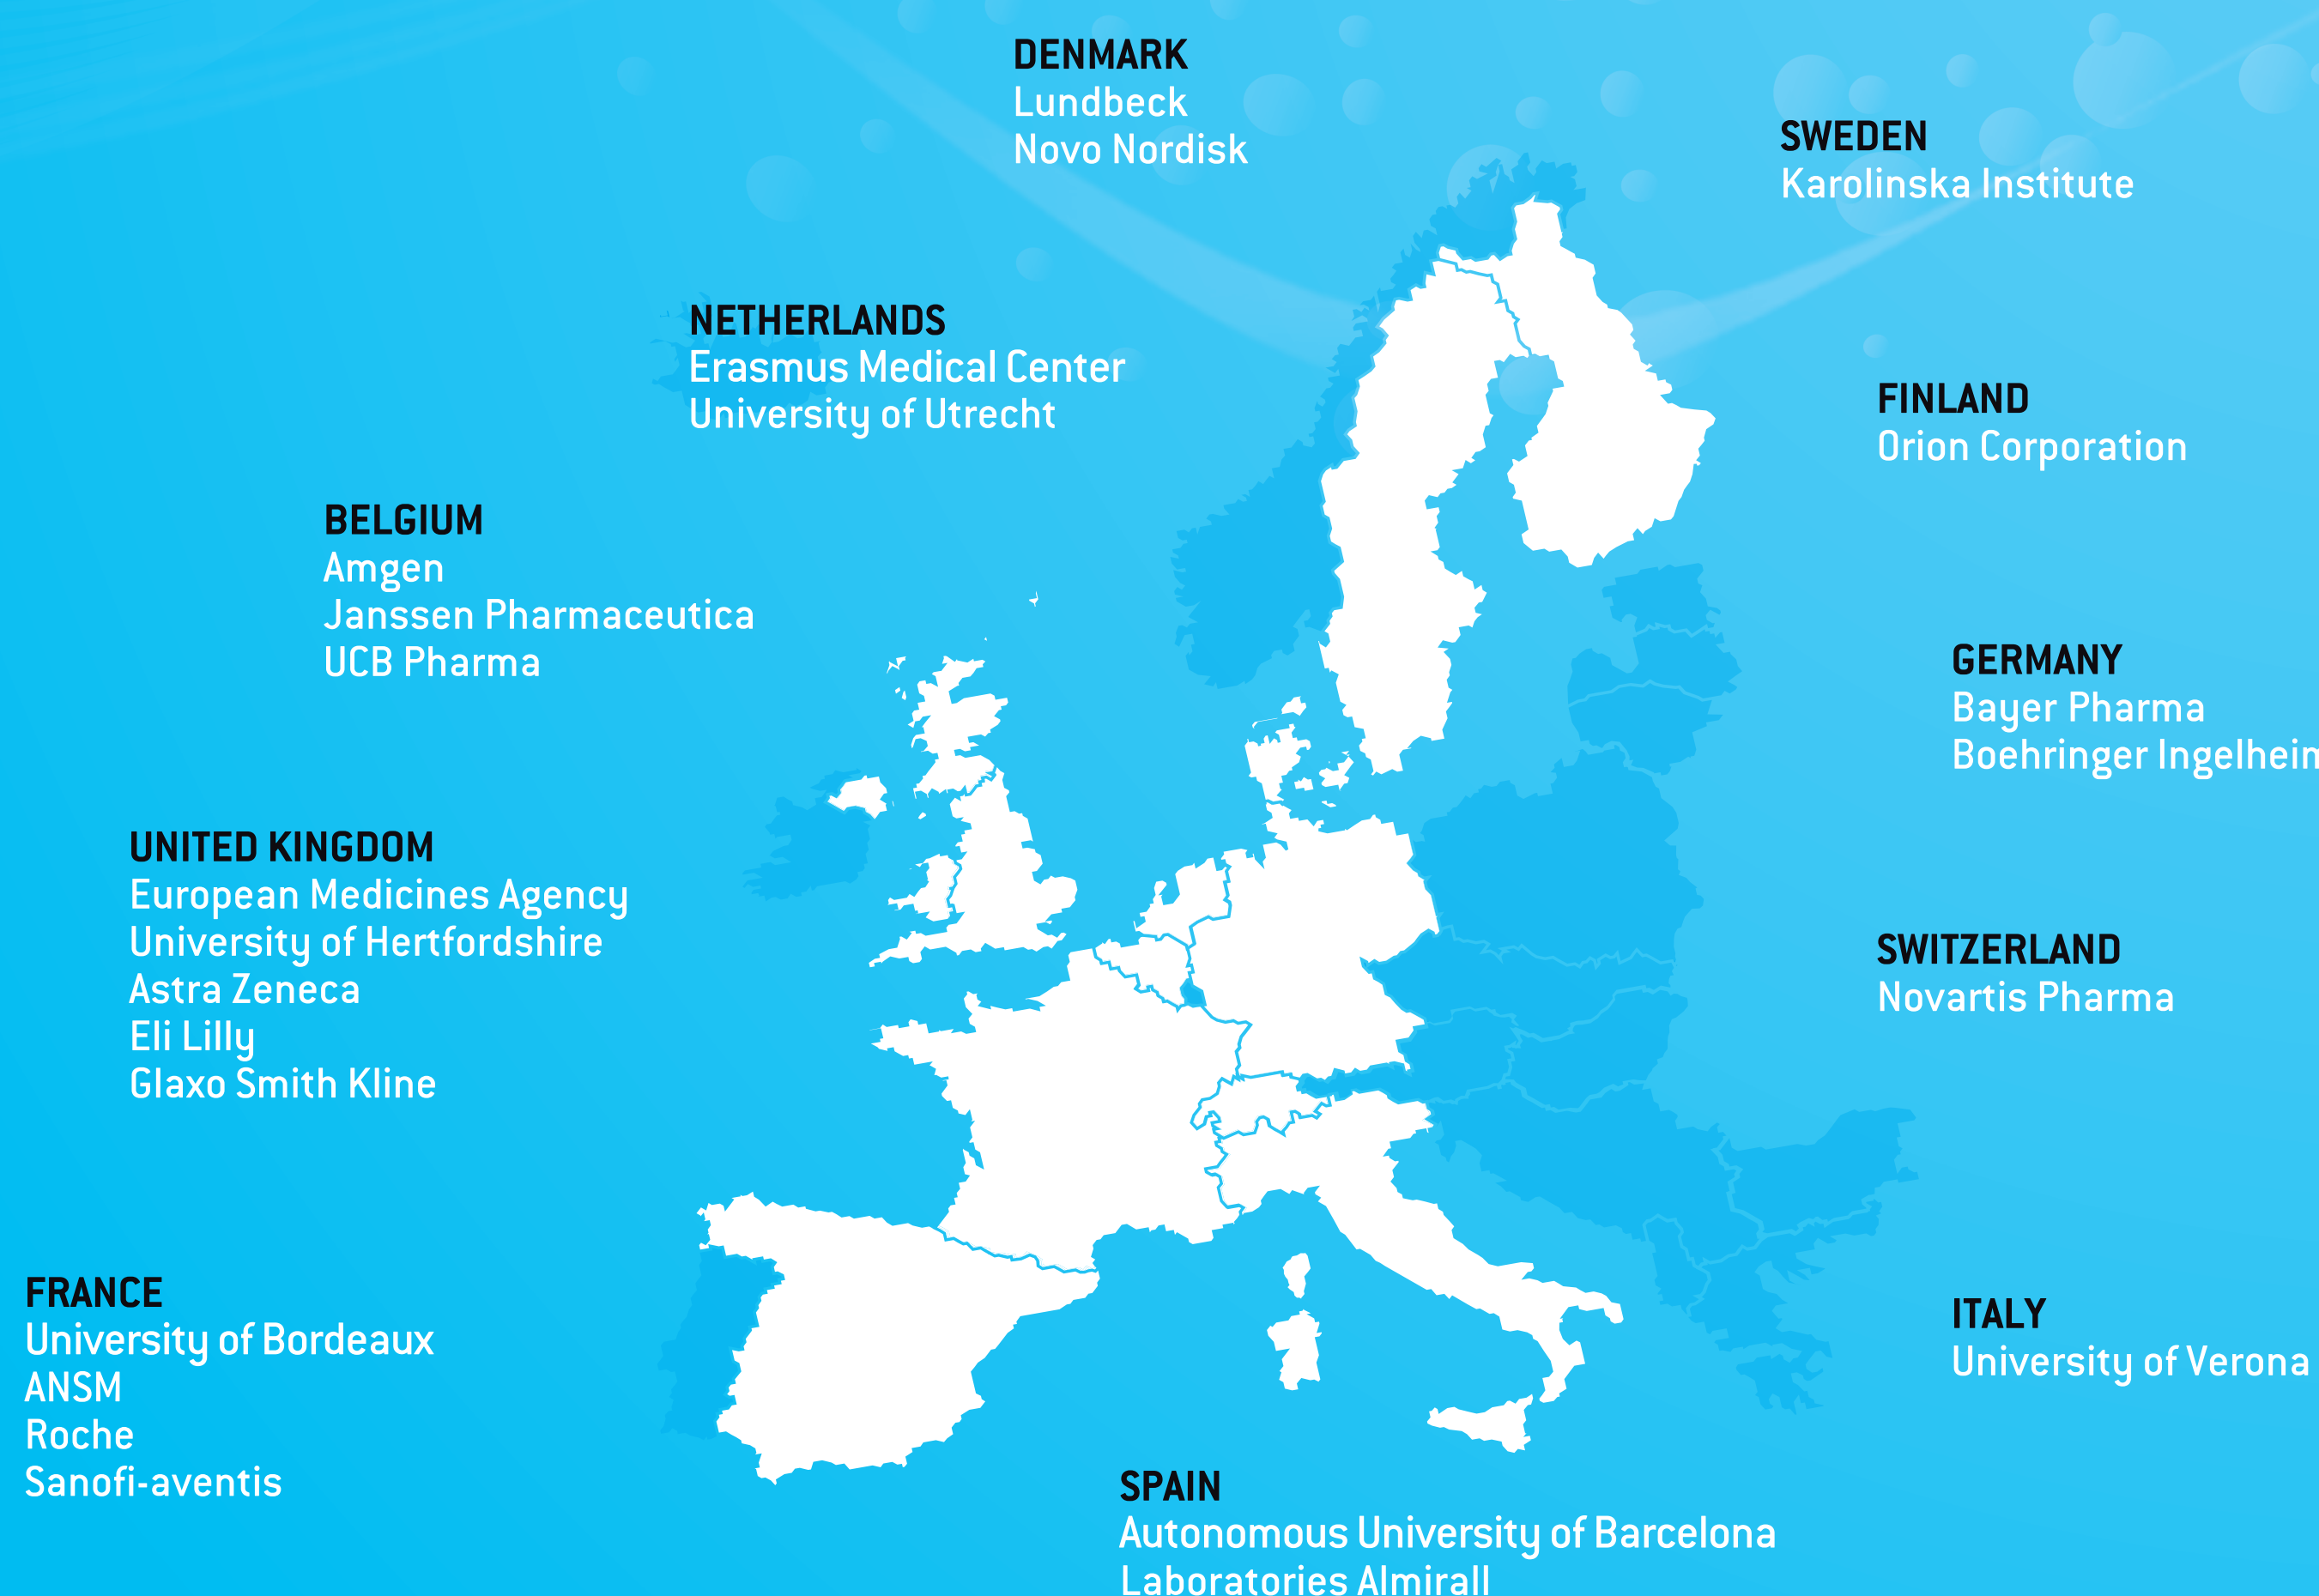 DENMARK
Lundbeck
Novo Nordisk
SWEDEN
Karolinska Institute
NETHERLANDS
Erasmus Medical Center
University of Utrecht
FINLAND
Orion Corporation
BELGIUM
Amgen
Janssen Pharmaceutica
UCB Pharma
GERMANY
Bayer Pharma
Boehringer Ingelheim
UNITED KINGDOM
European Medicines Agency
University of Hertfordshire
Astra Zeneca
Eli Lilly
Glaxo Smith Kline
SWITZERLAND
Novartis Pharma
FRANCE
University of Bordeaux
ANSM
Roche
Sanofi-aventis
ITALY
University of Verona
SPAIN
Autonomous University of Barcelona
Laboratories Almirall